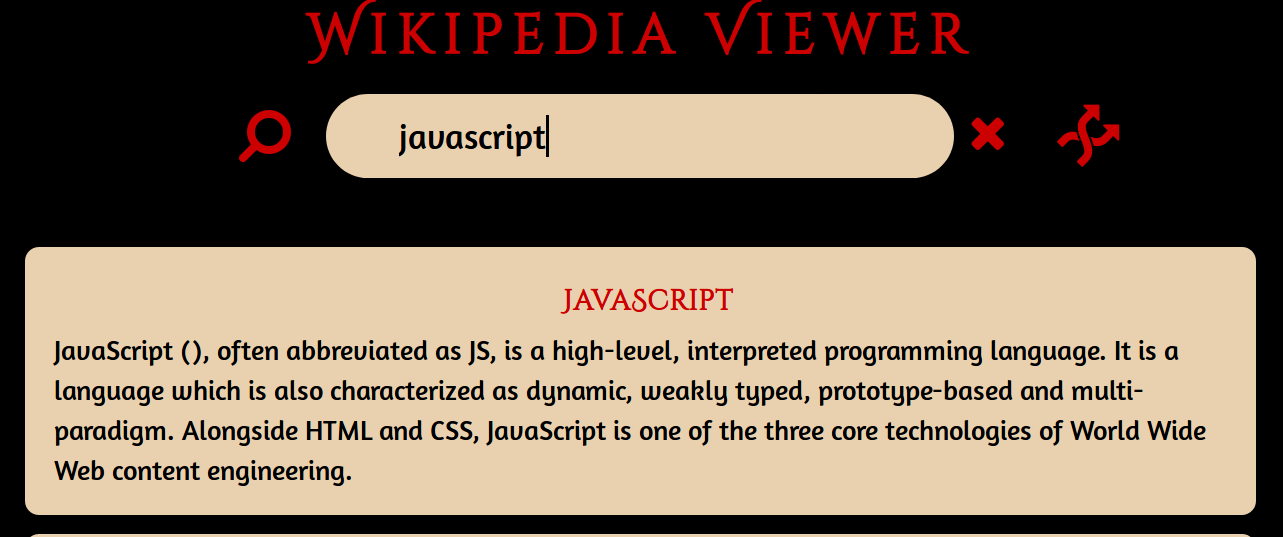 Wikipedia Viewer
javascript
JavaScript
JavaScript (), often abbreviated as JS, is a high-level, interpreted programming language. It is a
language which is also characterized as dynamic, weakly typed, prototype-based and multi-
paradigm. Alongside HTML and CSS, JavaScript is one of the three core technologies of World Wide
Web content engineering.